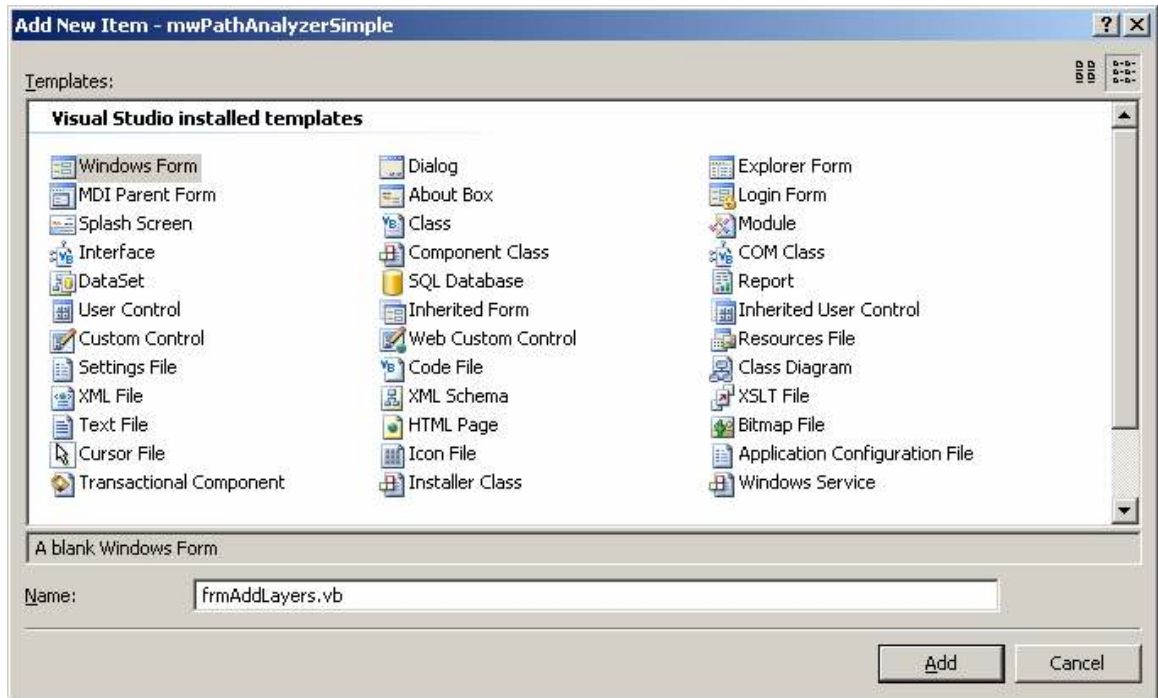 Add New Item - mwPathAnalyzerSimple
Templates:
Visual Studio installed templates
Windows Form Dialog Explorer Form
MDI Parent Form About Box Login Form
Splash Screen Class Module
Interface Component Class COM Class
DataSet SQL Database Report
User Control Inherited Form Inherited User Control
Custom Control Web Custom Control Resources File
Settings File Code File Class Diagram
XML File XML Schema XSLT File
Text File HTML Page Bitmap File
Cursor File Icon File Application Configuration File
Transactional Component Installer Class Windows Service
A blank Windows Form
Name: frmAddLayers.vb
Add Cancel